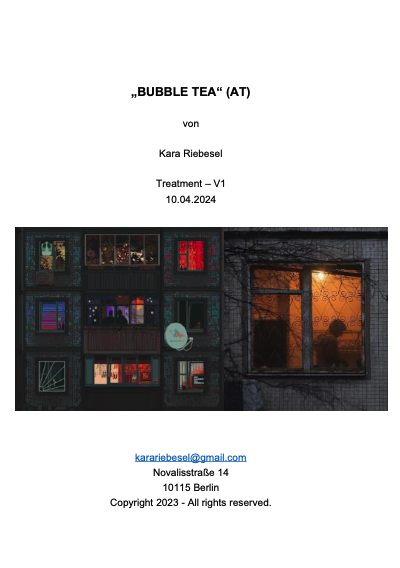 „BUBBLE TEA“ (AT)
von
Kara Riebesel
Treatment – V1
10.04.2024
karariebesel@gmail.com
Novalisstraße 14
10115 Berlin
Copyright 2023 - All rights reserved.